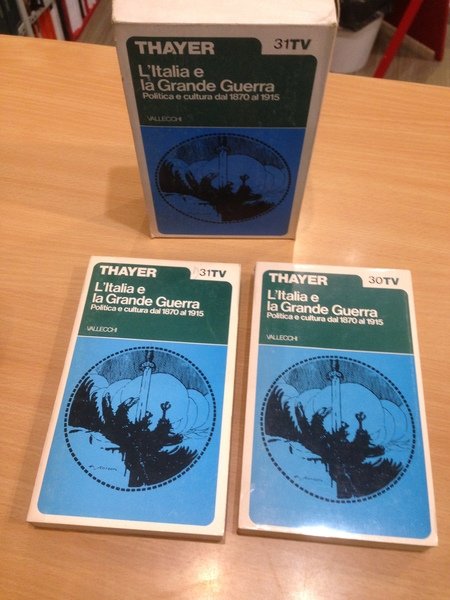 THAYER 31TV
L'Italia e
la Grande Guerra
Politica e cultura dal 1870 al 1915
VALLECCHI
THAYER 31TV
L'Italia e
la Grande Guerra
Politica e cultura dal 1870 al 1915
VALLECCHI
THAYER 30TV
L'Italia e
la Grande Guerra
Politica e cultura dal 1870 al 1915
VALLECCHI